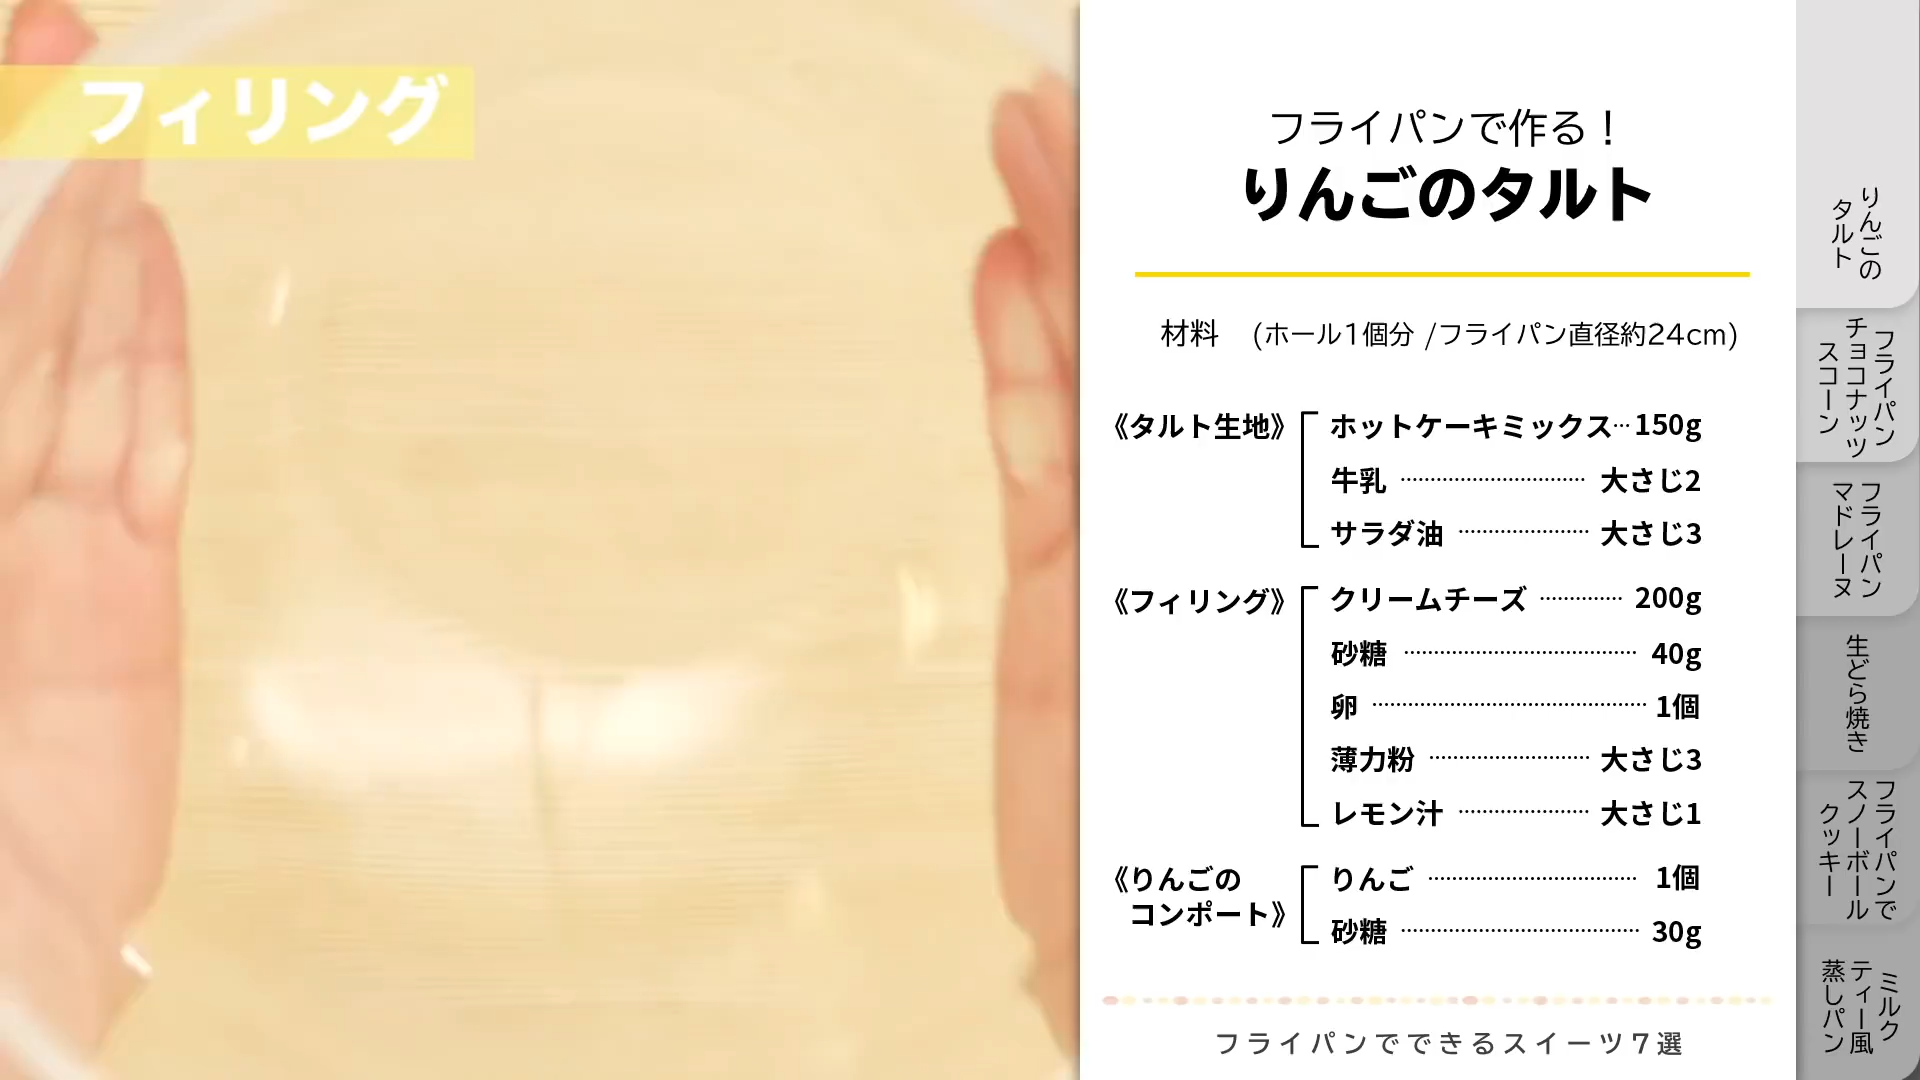 フィリング
フライパンで作る！
りんごのタルト
材料 (ホール1個分 /フライパン直径約24cm)
《タルト生地》
ホットケーキミックス…150g
牛乳 ………… 大さじ2
サラダ油 ………… 大さじ3
《フィリング》
クリームチーズ ………… 200g
砂糖 ………… 40g
卵 ………… 1個
薄力粉 ………… 大さじ3
レモン汁 ………… 大さじ1
《りんごの
コンポート》
りんご ………… 1個
砂糖 ………… 30g
フライパンでできるスイーツ７選
りんごの
タルト
フライパン
チョコナッツ
スコーン
フライパン
マドレーヌ
生どら焼き
フライパンで
スノーボール
クッキー
ミルク
ティー風
蒸しパン